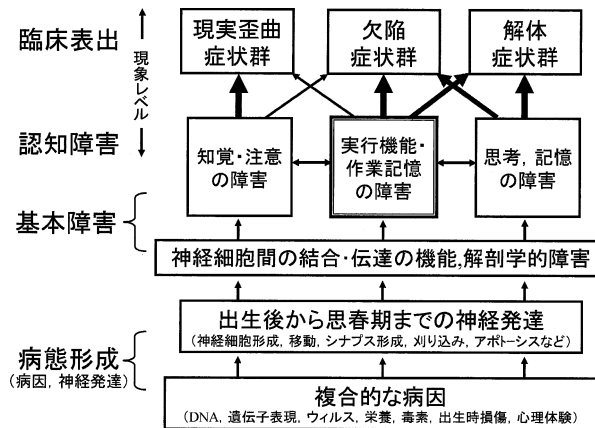 臨床表出
現象レベル
認知障害
基本障害
病態形成
(病因, 神経発達)
現実歪曲
症状群
欠陥
症状群
解体
症状群
知覚・注意
の障害
実行機能・
作業記憶
の障害
思考, 記憶
の障害
神経細胞間の結合・伝達の機能,解剖学的障害
出生後から思春期までの神経発達
(神経細胞形成, 移動, シナプス形成, 刈り込み, アポトーシスなど)
複合的な病因
(DNA, 遺伝子表現, ウィルス, 栄養, 毒素, 出生時損傷, 心理体験)